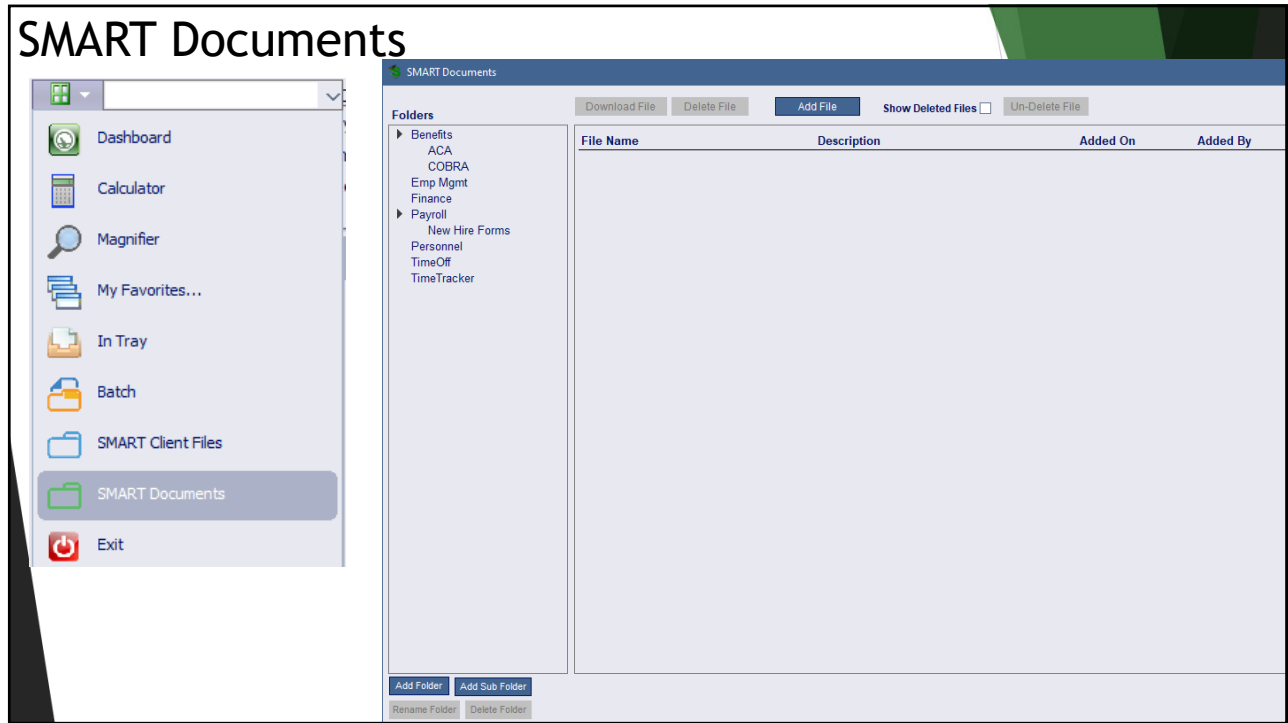 SMART Documents
Dashboard
Calculator
Magnifier
My Favorites...
In Tray
Batch
SMART Client Files
SMART Documents
Exit
SMART Documents
Download File Delete File Add File Show Deleted Files Un-Delete File
Folders
Benefits
ACA
COBRA
Emp Mgmt
Finance
Payroll
New Hire Forms
Personnel
TimeOff
TimeTracker
File Name Description Added On Added By
Add Folder Add Sub Folder
Rename Folder Delete Folder